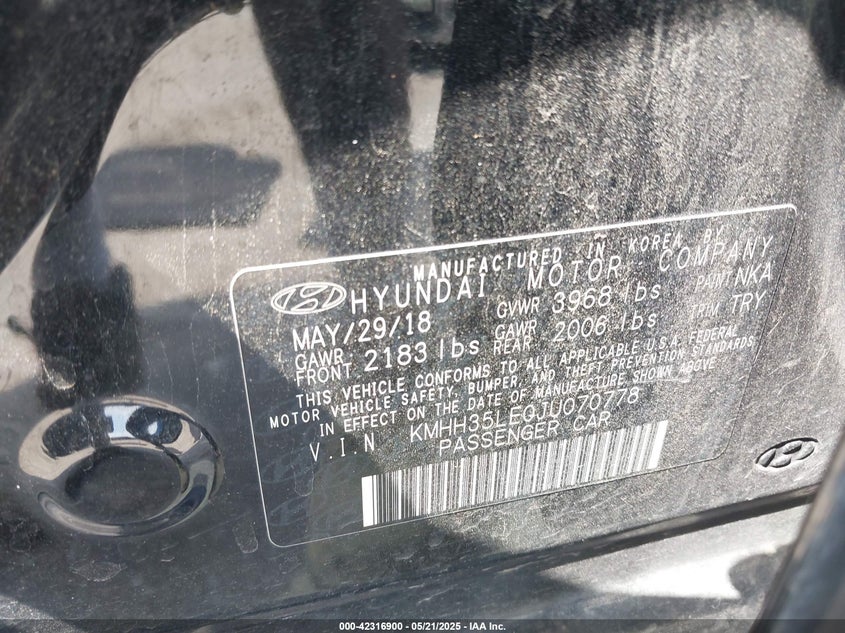 MANUFACTURED IN KOREA BY
HYUNDAI MOTOR COMPANY
MAY/29/18 GVWR 3968 lbs PAINT NKA
GAWR FRONT 2183 lbs GAWR REAR 2006 lbs TRIM TRY
THIS VEHICLE CONFORMS TO ALL APPLICABLE U.S.A. FEDERAL
MOTOR VEHICLE SAFETY, BUMPER, AND THEFT PREVENTION STANDARDS
IN EFFECT ON THE DATE OF MANUFACTURE SHOWN ABOVE
V.I.N KMHH35LE0JU070778
PASSENGER CAR
000-42316900 - 05/21/2025 - IAA Inc.